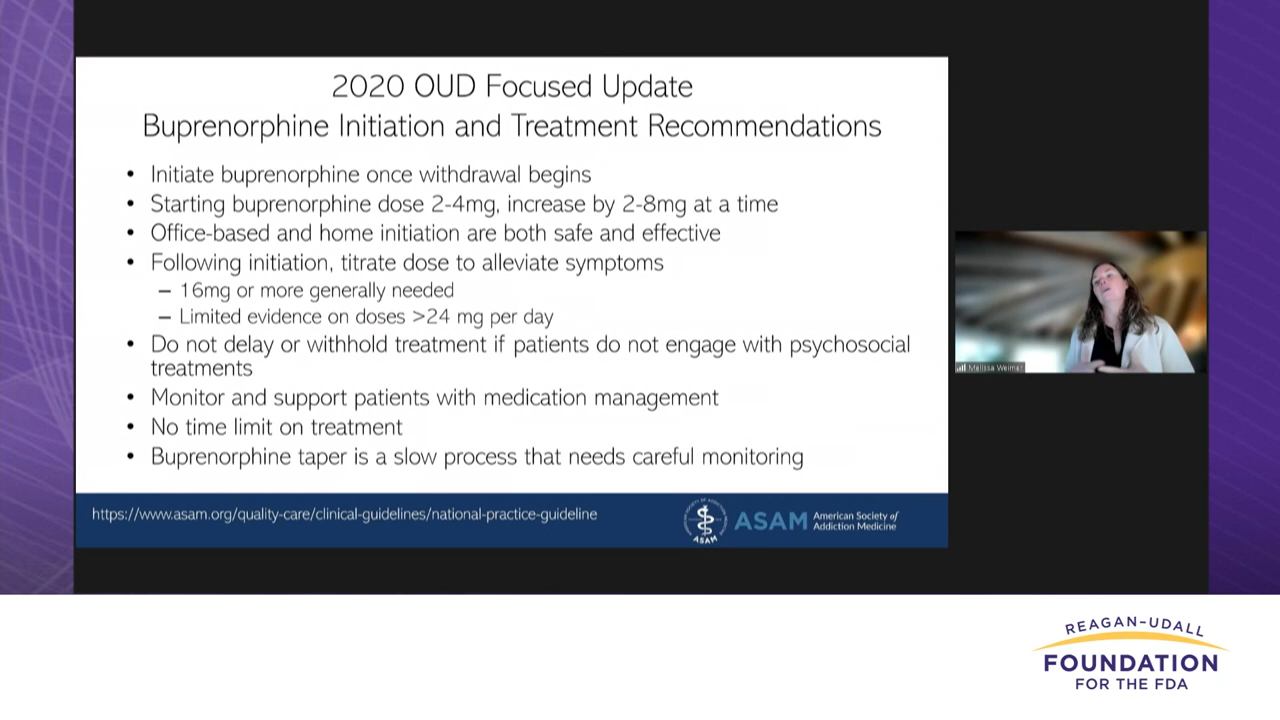 2020 OUD Focused Update
Buprenorphine Initiation and Treatment Recommendations
• Initiate buprenorphine once withdrawal begins
• Starting buprenorphine dose 2-4mg, increase by 2-8mg at a time
• Office-based and home initiation are both safe and effective
• Following initiation, titrate dose to alleviate symptoms
– 16mg or more generally needed
– Limited evidence on doses >24 mg per day
• Do not delay or withhold treatment if patients do not engage with psychosocial
treatments
• Monitor and support patients with medication management
• No time limit on treatment
• Buprenorphine taper is a slow process that needs careful monitoring
https://www.asam.org/quality-care/clinical-guidelines/national-practice-guideline
ASAM
ASAM
American Society of
Addiction Medicine
Melissa Weimer
REAGAN-UDALL
FOUNDATION
FOR THE FDA